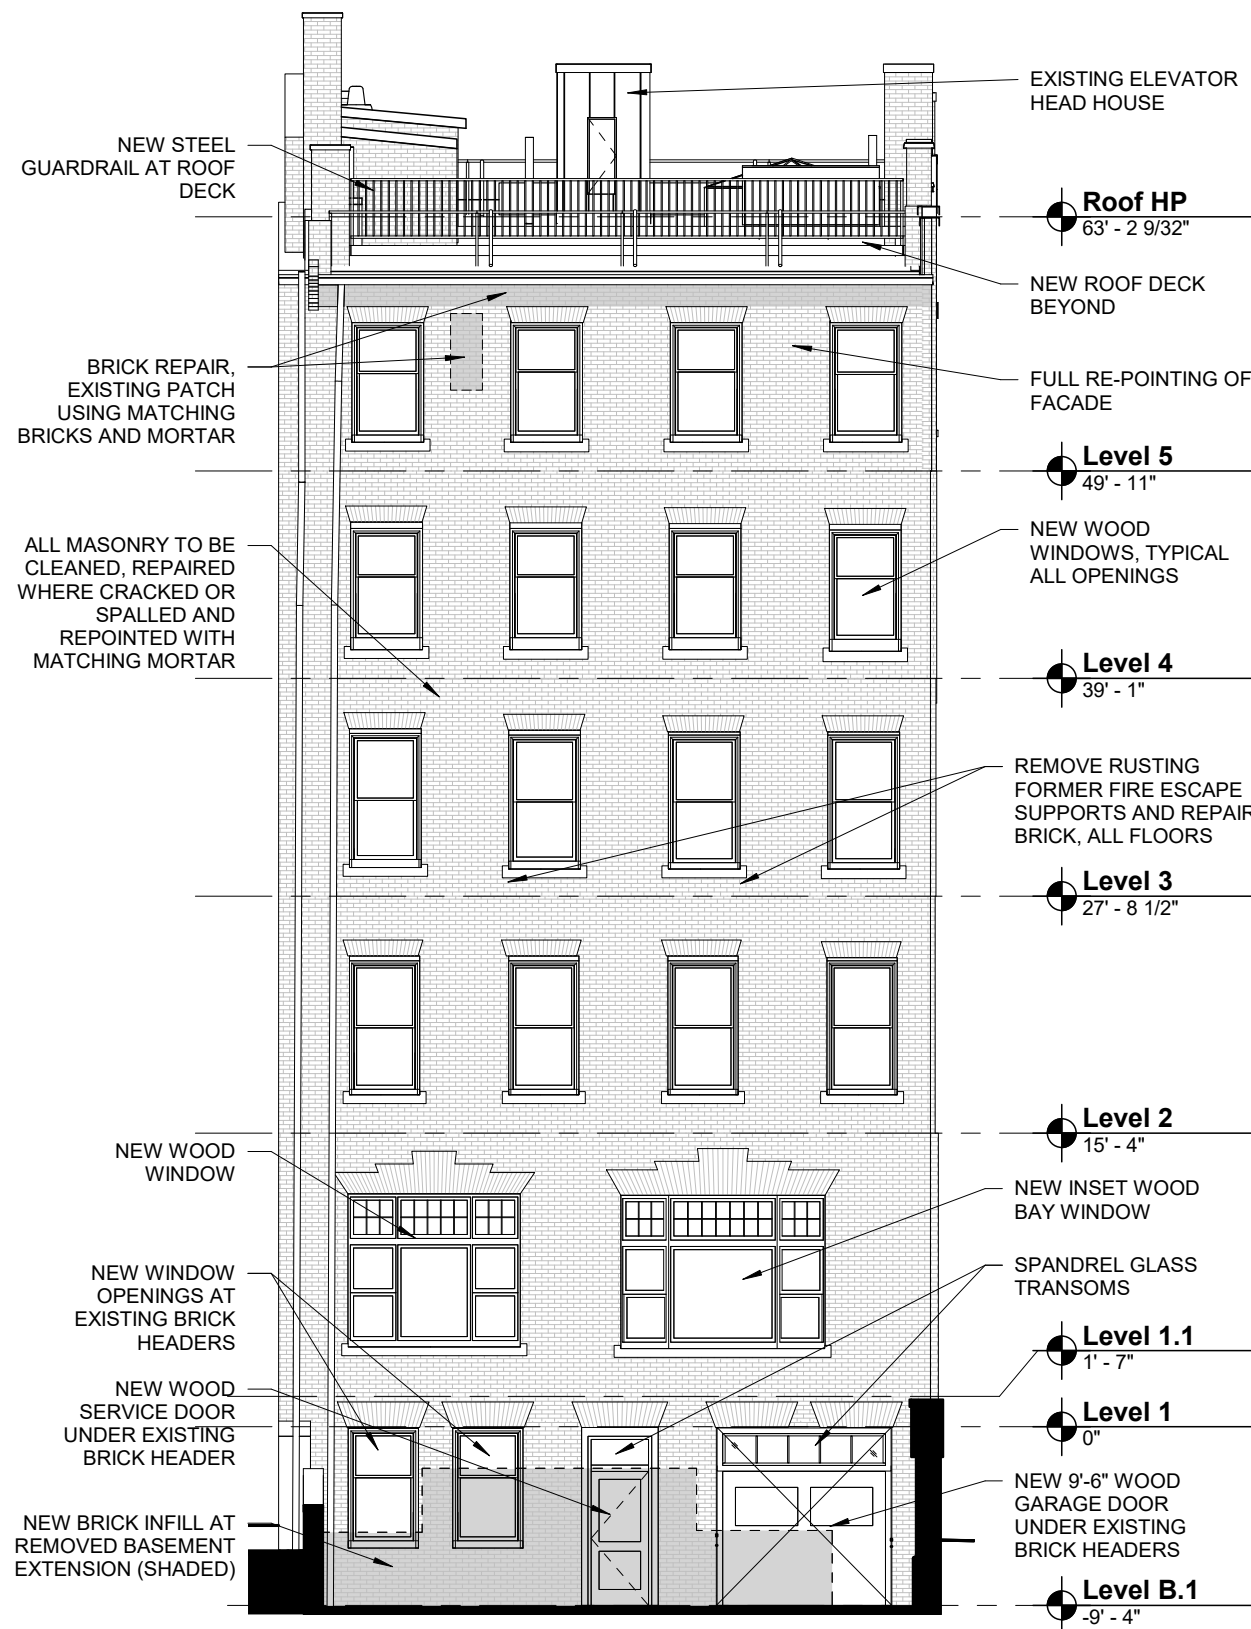 EXISTING ELEVATOR
HEAD HOUSE
NEW STEEL
GUARDRAIL AT ROOF
DECK
Roof HP
63' - 2 9/32"
NEW ROOF DECK
BEYOND
BRICK REPAIR,
EXISTING PATCH
USING MATCHING
BRICKS AND MORTAR
FULL RE-POINTING OF
FACADE
Level 5
49' - 11"
ALL MASONRY TO BE
CLEANED, REPAIRED
WHERE CRACKED OR
SPALLED AND
REPOINTED WITH
MATCHING MORTAR
NEW WOOD
WINDOWS, TYPICAL
ALL OPENINGS
Level 4
39' - 1"
REMOVE RUSTING
FORMER FIRE ESCAPE
SUPPORTS AND REPAIR
BRICK, ALL FLOORS
Level 3
27' - 8 1/2"
Level 2
15' - 4"
NEW WOOD
WINDOW
NEW INSET WOOD
BAY WINDOW
NEW WINDOW
OPENINGS AT
EXISTING BRICK
HEADERS
SPANDREL GLASS
TRANSOMS
Level 1.1
1' - 7"
NEW WOOD
SERVICE DOOR
UNDER EXISTING
BRICK HEADER
Level 1
0"
NEW 9'-6" WOOD
GARAGE DOOR
UNDER EXISTING
BRICK HEADERS
NEW BRICK INFILL AT
REMOVED BASEMENT
EXTENSION (SHADED)
Level B.1
-9' - 4"